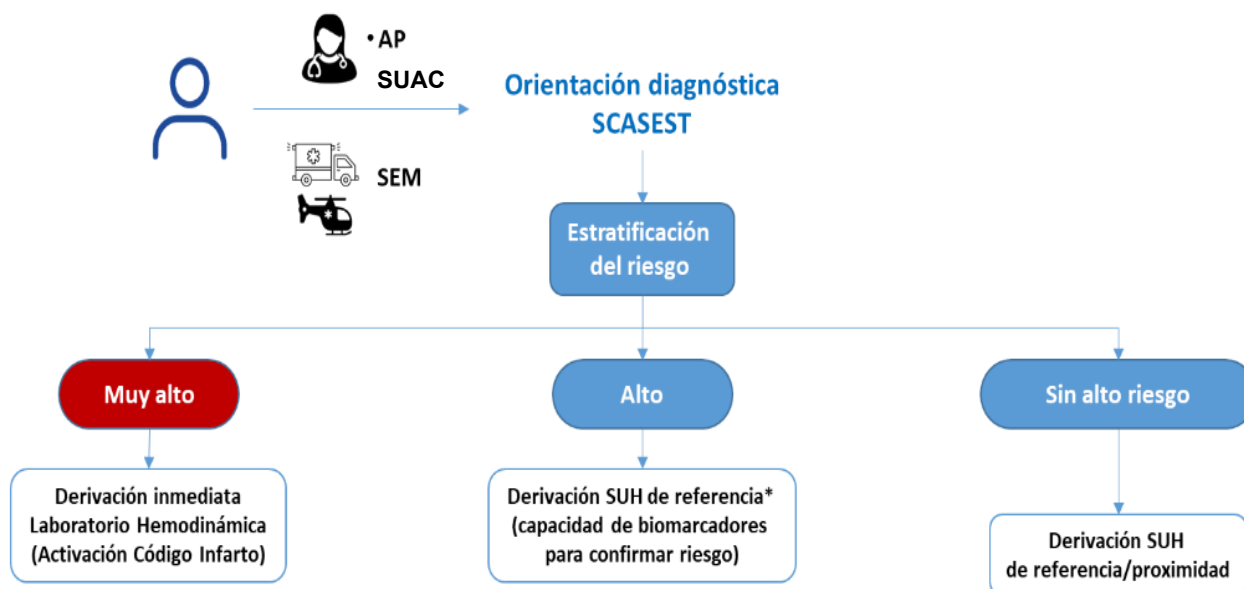 • AP
SUAC
SEM
Orientación diagnóstica
SCASEST
Estratificación
del riesgo
Muy alto
Alto
Sin alto riesgo
Derivación inmediata
Laboratorio Hemodinámica
(Activación Código Infarto)
Derivación SUH de referencia*
(capacidad de biomarcadores
para confirmar riesgo)
Derivación SUH
de referencia/proximidad